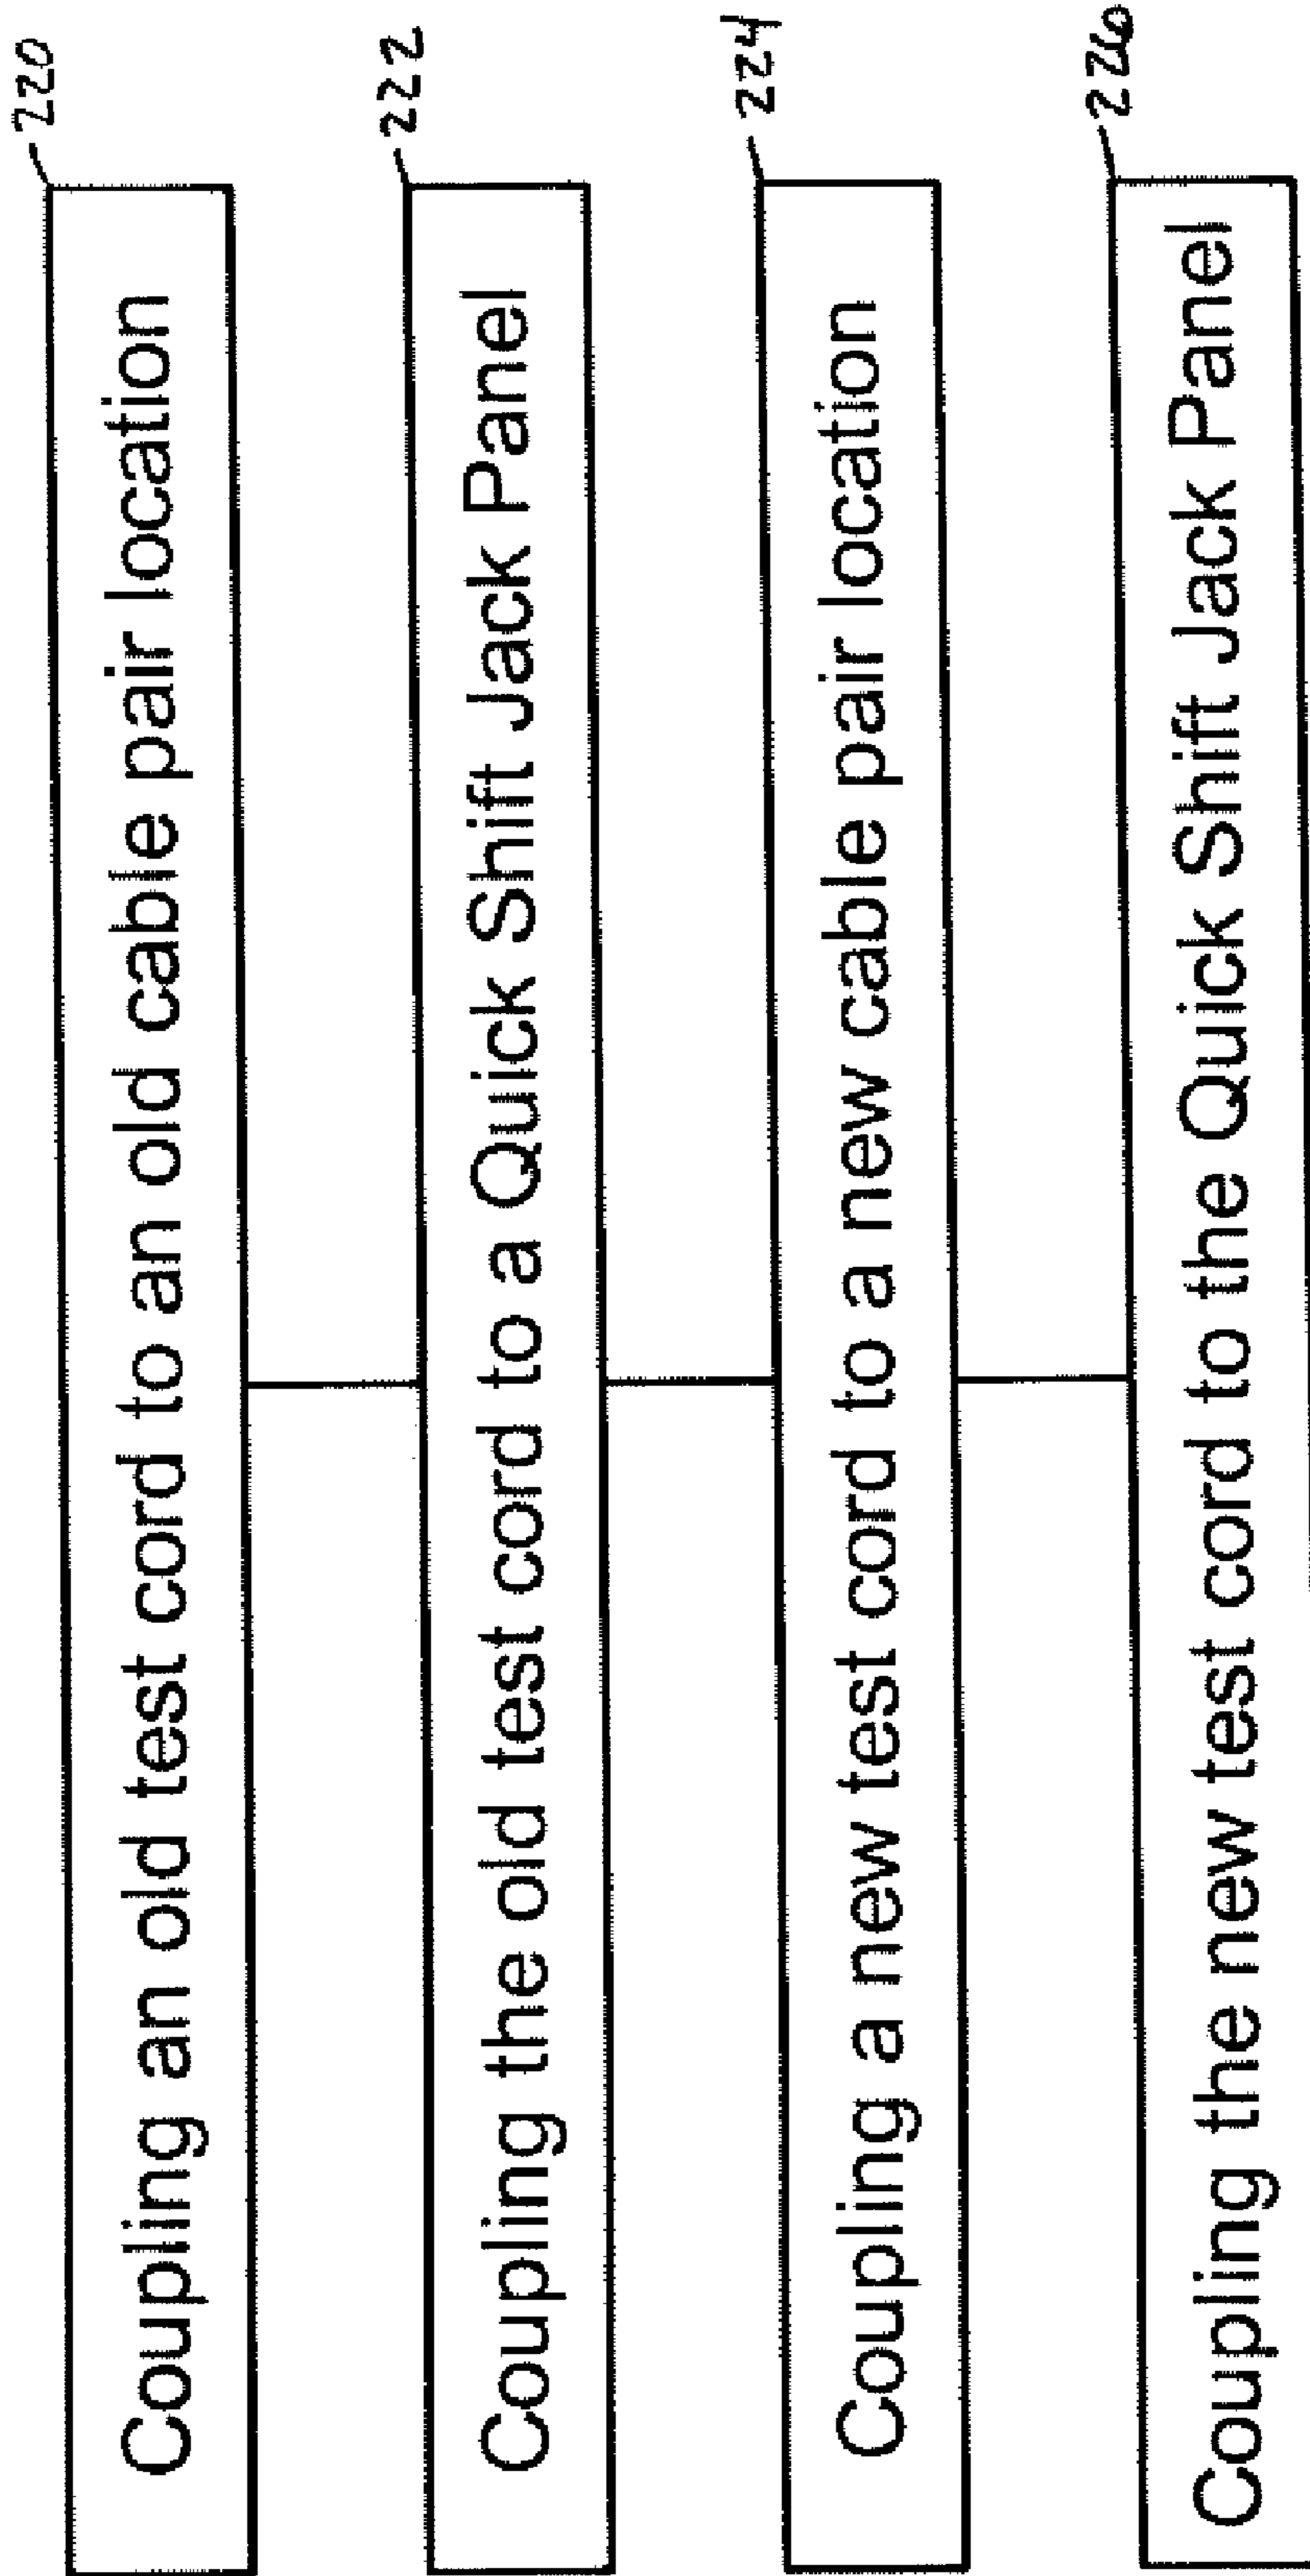 220
Coupling an old test cord to an old cable pair location
222
Coupling the old test cord to a Quick Shift Jack Panel
224
Coupling a new test cord to a new cable pair location
226
Coupling the new test cord to the Quick Shift Jack Panel